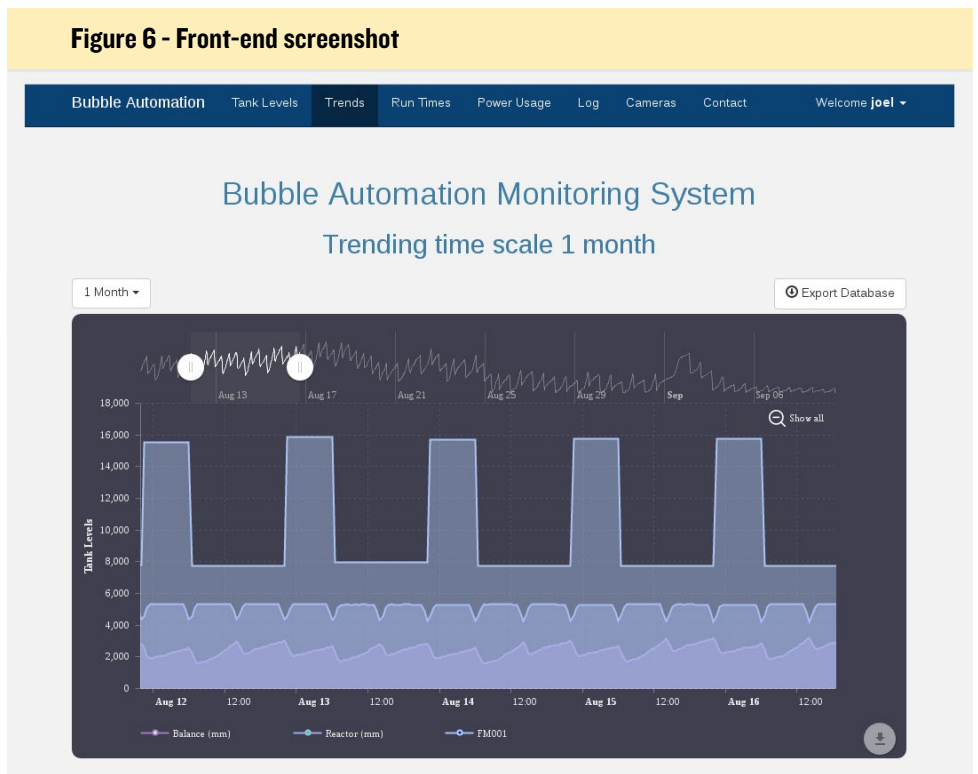 Figure 6 - Front-end screenshot
Bubble Automation Tank Levels Trends Run Times Power Usage Log Cameras Contact Welcome joel
Bubble Automation Monitoring System
Trending time scale 1 month
1 Month Export Database
Aug 13 Aug 17 Aug 21 Aug 25 Aug 29 Sep Sep 06
Show all
18,000
16,000
14,000
12,000
10,000
8,000
6,000
4,000
2,000
0
Tank Levels
Aug 12 12:00 Aug 13 12:00 Aug 14 12:00 Aug 15 12:00 Aug 16 12:00
Balance (mm) Reactor (mm) FM001